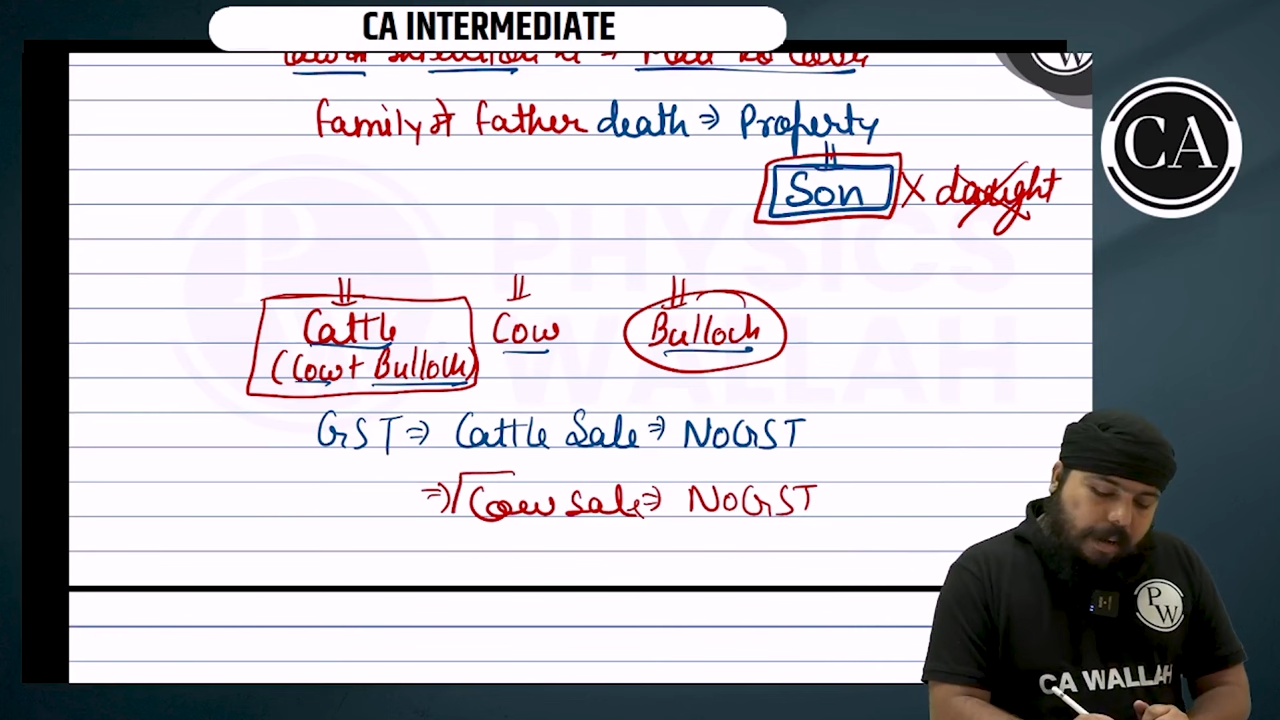 CA INTERMEDIATE
Family of Father death ⇒ Property
Son X daught
CA
Cattle Cow Bullock
(Cow + Bullock)
GST ⇒ Cattle Sale ⇒ No GST
⇒ Cow sale ⇒ No GST
PHYSICS
WALLAH
PW
CA WALLAH